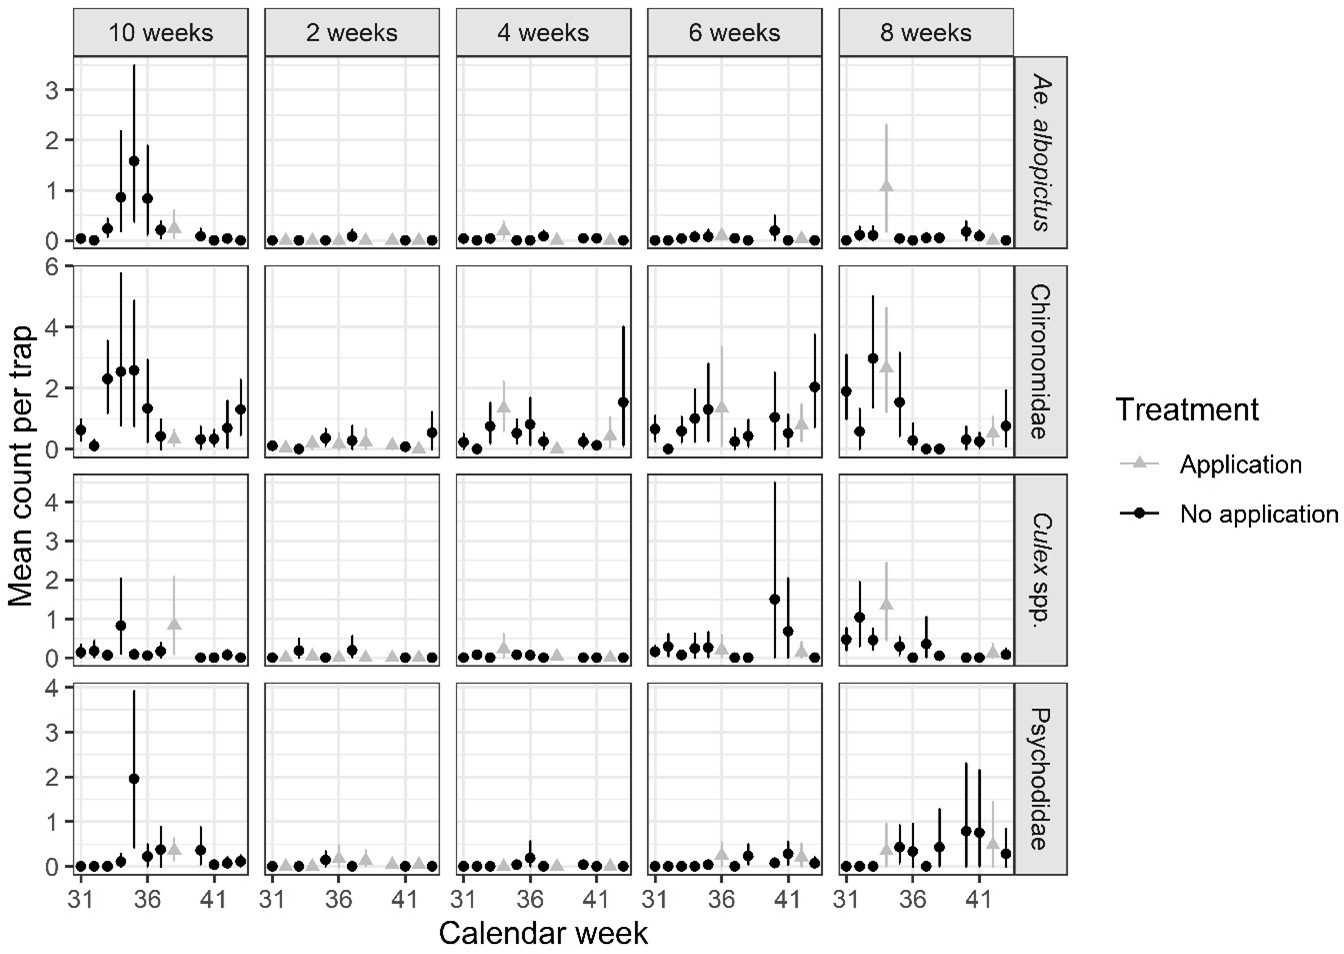 10 weeks 2 weeks 4 weeks 6 weeks 8 weeks
3
2
1
0
Ae. albopictus
6
4
2
0
Chironomidae
4
3
2
1
0
Culex spp.
4
3
2
1
0
Psychodidae
31 36 41 31 36 41 31 36 41 31 36 41 31 36 41
Calendar week
Mean count per trap
Treatment
Application
No application